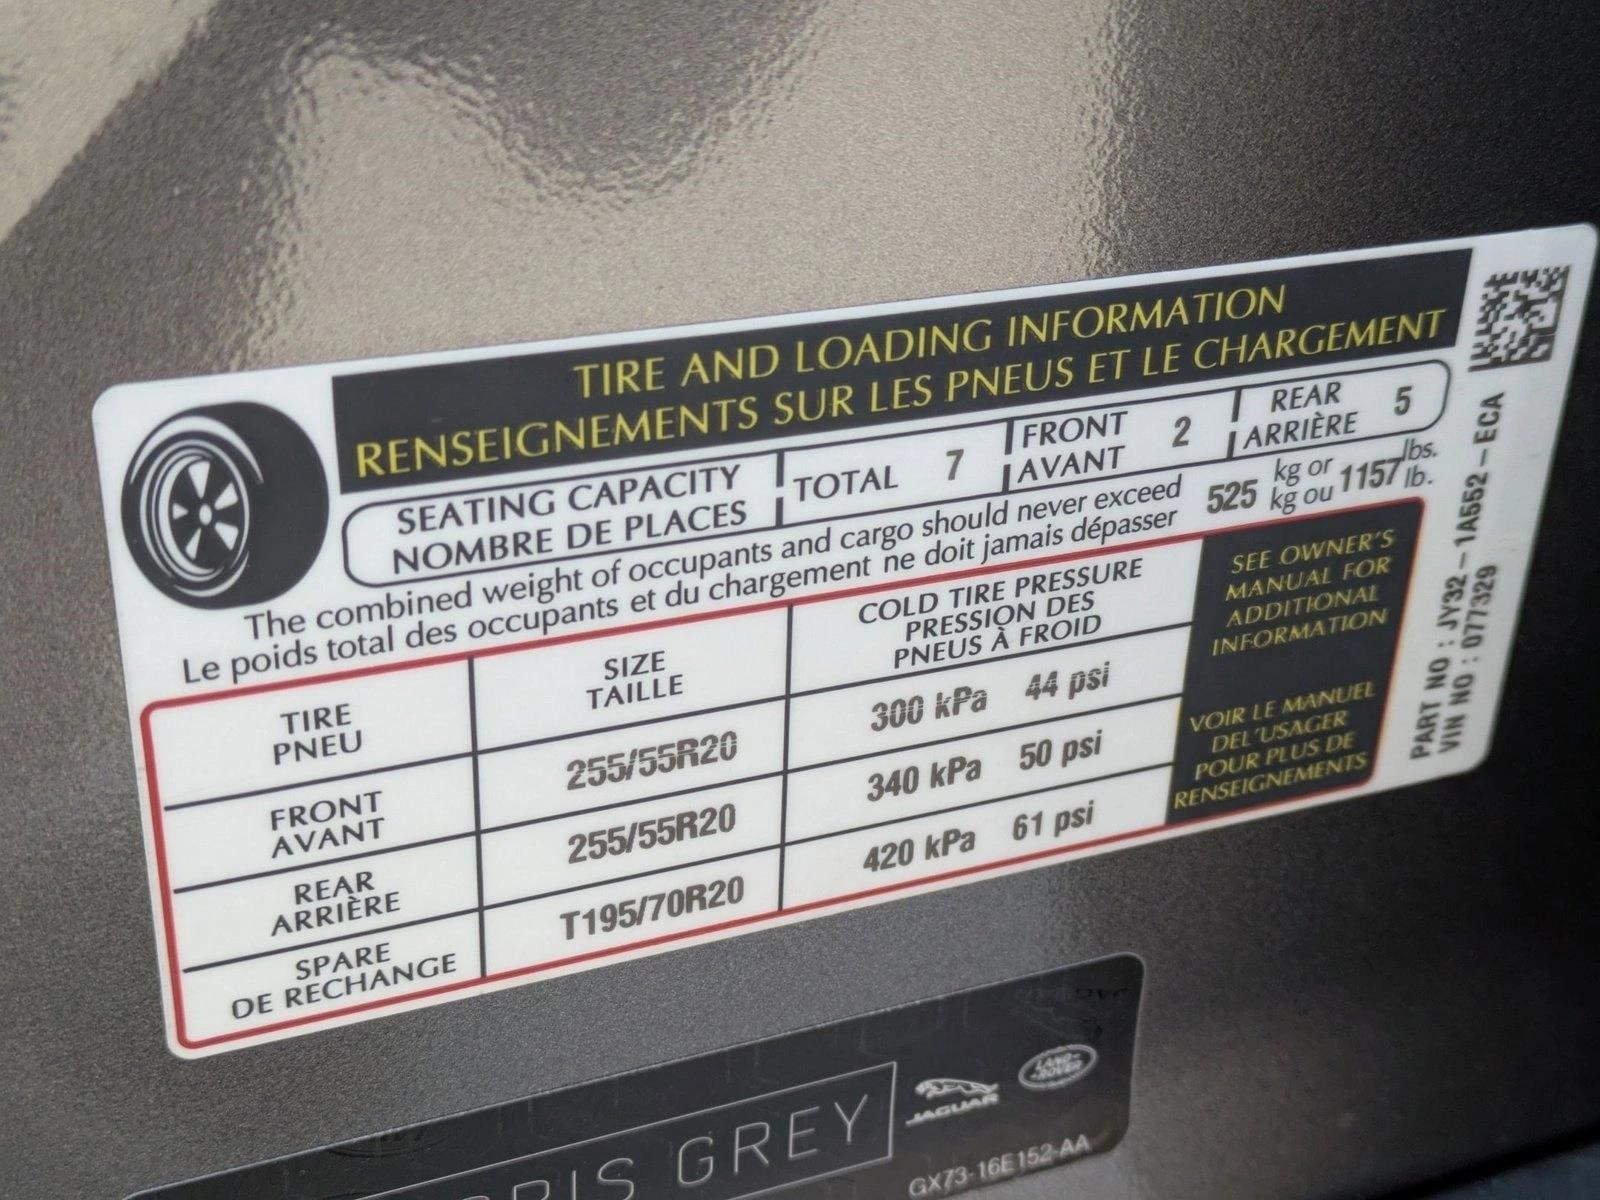 TIRE AND LOADING INFORMATION
RENSEIGNEMENTS SUR LES PNEUS ET LE CHARGEMENT
SEATING CAPACITY
NOMBRE DE PLACES
TOTAL 7
FRONT
AVANT
2
REAR
ARRIÈRE
5
The combined weight of occupants and cargo should never exceed
Le poids total des occupants et du chargement ne doit jamais dépasser
525
kg or
kg ou
1157
lbs.
lb.
TIRE
PNEU
SIZE
TAILLE
COLD TIRE PRESSURE
PRESSION DES
PNEUS À FROID
FRONT
AVANT
255/55R20
300 kPa 44 psi
REAR
ARRIÈRE
255/55R20
340 kPa 50 psi
SPARE
DE RECHANGE
T195/70R20
420 kPa 61 psi
SEE OWNER'S
MANUAL FOR
ADDITIONAL
INFORMATION
VOIR LE MANUEL
DEL'USAGER
POUR PLUS DE
RENSEIGNEMENTS
PART NO : JY32-1A552-ECA
VIN NO : 077329
GREY
JAGUAR
LAND-
ROVER
GX73-16E152-AA